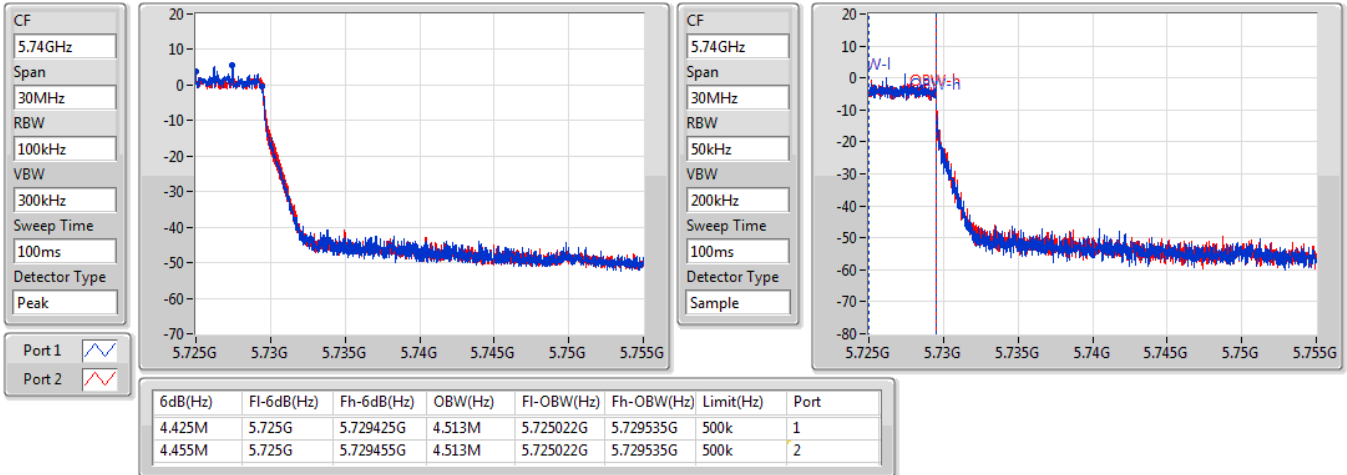 CF
5.74GHz
Span
30MHz
RBW
100kHz
VBW
300kHz
Sweep Time
100ms
Detector Type
Peak
20
10
0
-10
-20
-30
-40
-50
-60
-70
5.725G 5.73G 5.735G 5.74G 5.745G 5.75G 5.755G
CF
5.74GHz
Span
30MHz
RBW
50kHz
VBW
200kHz
Sweep Time
100ms
Detector Type
Sample
20
10
0
-10
-20
-30
-40
-50
-60
-70
-80
W-l
OBW-h
5.725G 5.73G 5.735G 5.74G 5.745G 5.75G 5.755G
Port 1
Port 2
6dB(Hz) Fl-6dB(Hz) Fh-6dB(Hz) OBW(Hz) Fl-OBW(Hz) Fh-OBW(Hz) Limit(Hz) Port
4.425M 5.725G 5.729425G 4.513M 5.725022G 5.729535G 500k 1
4.455M 5.725G 5.729455G 4.513M 5.725022G 5.729535G 500k 2